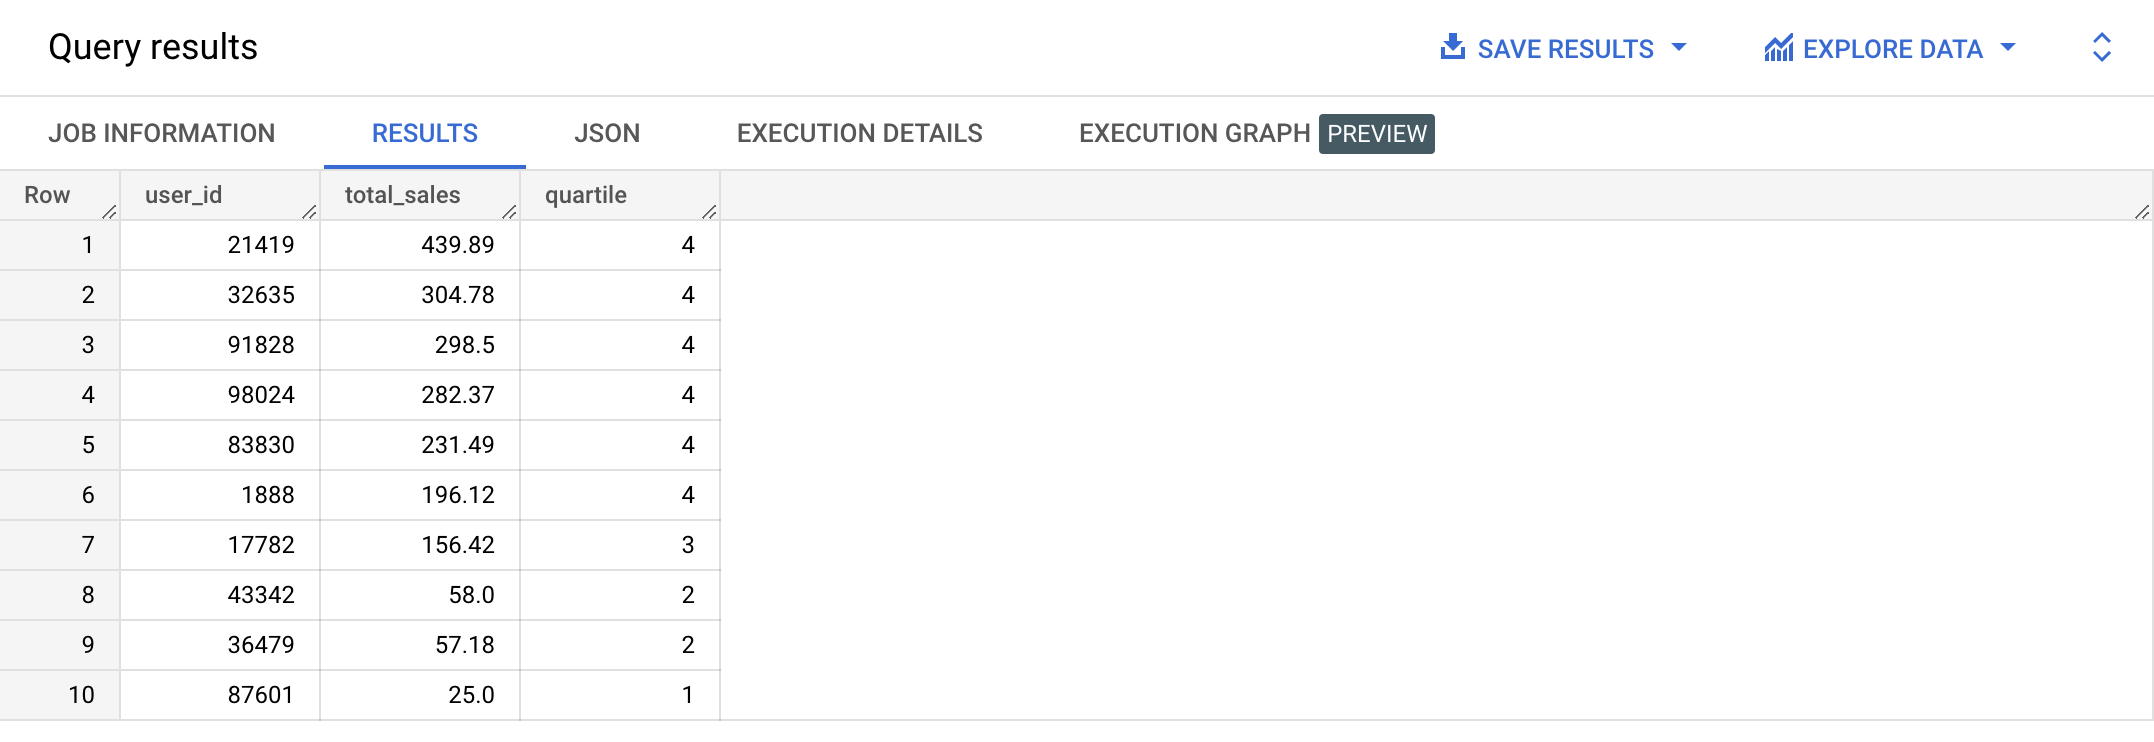 Query results SAVE RESULTS EXPLORE DATA
JOB INFORMATION RESULTS JSON EXECUTION DETAILS EXECUTION GRAPH PREVIEW
Row user_id total_sales quartile
1 21419 439.89 4
2 32635 304.78 4
3 91828 298.5 4
4 98024 282.37 4
5 83830 231.49 4
6 1888 196.12 4
7 17782 156.42 3
8 43342 58.0 2
9 36479 57.18 2
10 87601 25.0 1